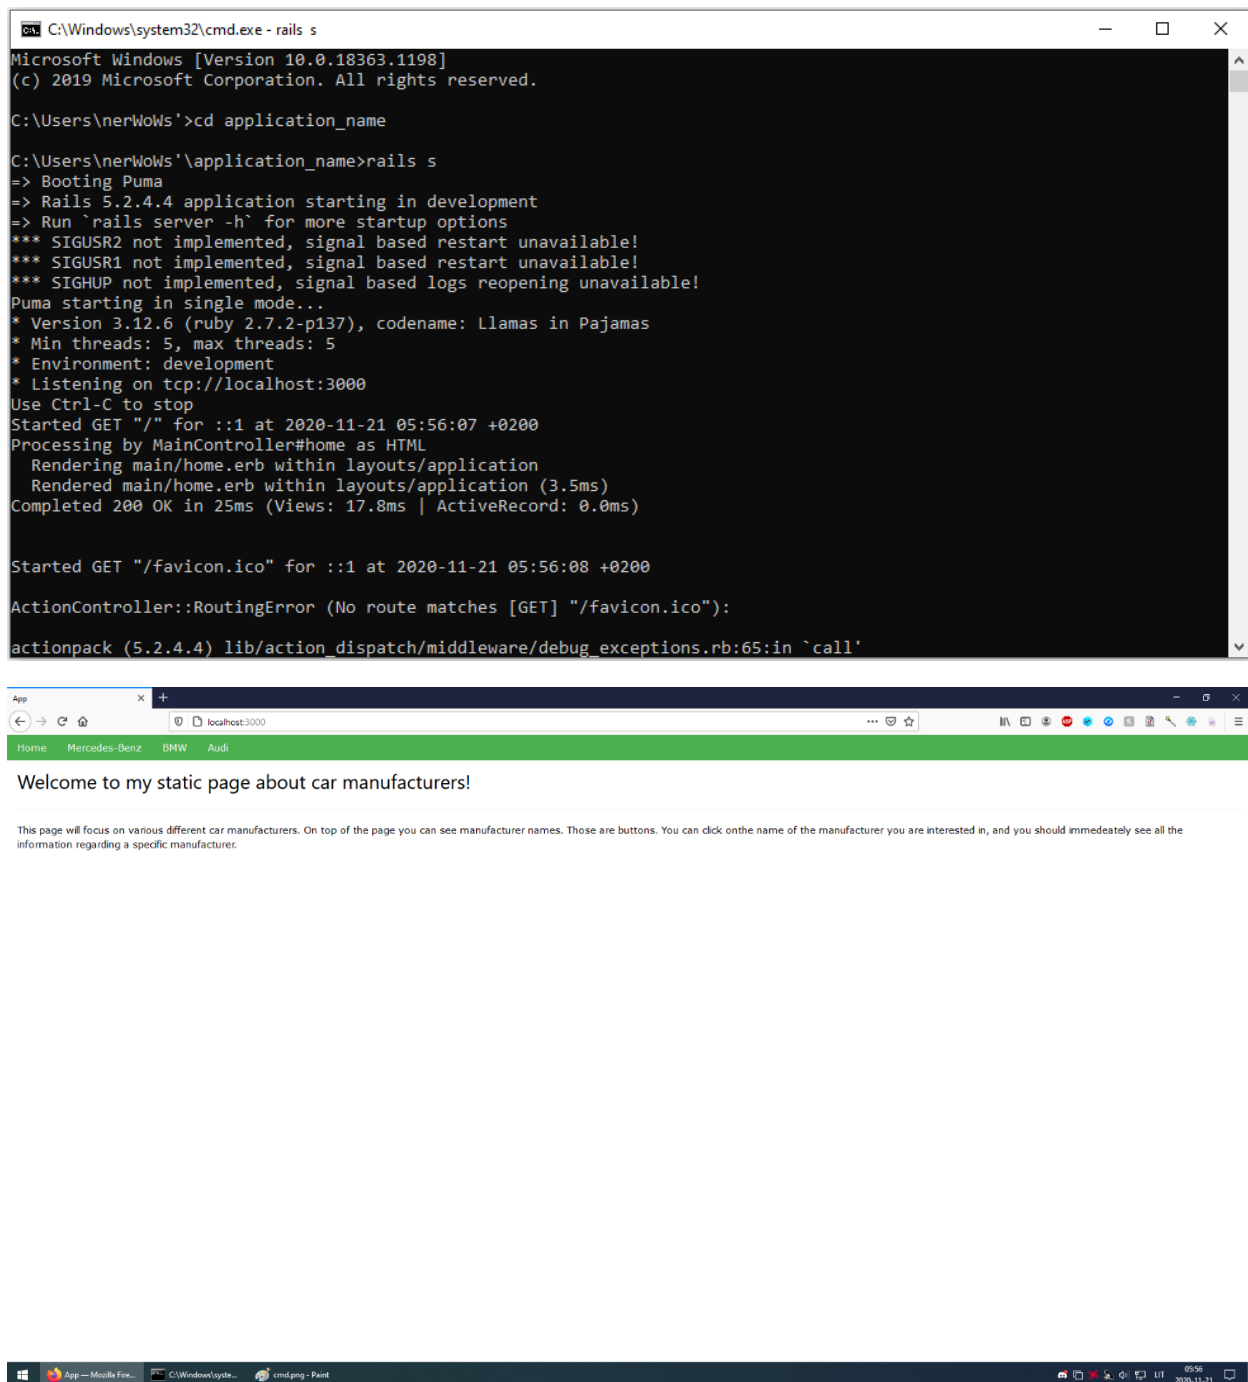 C:\Windows\system32\cmd.exe - rails  s
Microsoft Windows [Version 10.0.18363.1198]
(c) 2019 Microsoft Corporation. All rights reserved.
C:\Users\nerWoWs'>cd application_name
C:\Users\nerWoWs'\application_name>rails s
=> Booting Puma
=> Rails 5.2.4.4 application starting in development
=> Run `rails server -h` for more startup options
*** SIGUSR2 not implemented, signal based restart unavailable!
*** SIGUSR1 not implemented, signal based restart unavailable!
*** SIGHUP not implemented, signal based logs reopening unavailable!
Puma starting in single mode...
* Version 3.12.6 (ruby 2.7.2-p137), codename: Llamas in Pajamas
* Min threads: 5, max threads: 5
* Environment: development
* Listening on tcp://localhost:3000
Use Ctrl-C to stop
Started GET "/" for ::1 at 2020-11-21 05:56:07 +0200
Processing by MainController#home as HTML
  Rendering main/home.erb within layouts/application
  Rendered main/home.erb within layouts/application (3.5ms)
Completed 200 OK in 25ms (Views: 17.8ms | ActiveRecord: 0.0ms)
Started GET "/favicon.ico" for ::1 at 2020-11-21 05:56:08 +0200
ActionController::RoutingError (No route matches [GET] "/favicon.ico"):
actionpack (5.2.4.4) lib/action_dispatch/middleware/debug_exceptions.rb:65:in `call'
App
localhost:3000
Home Mercedes-Benz BMW Audi
Welcome to my static page about car manufacturers!
This page will focus on various different car manufacturers. On top of the page you can see manufacturer names. Those are buttons. You can click onthe name of the manufacturer you are interested in, and you should immedeately see all the
information regarding a specific manufacturer.
App — Mozilla Fire... C:\Windows\syste... cmd.png - Paint LIT 05:56
2020-11-21